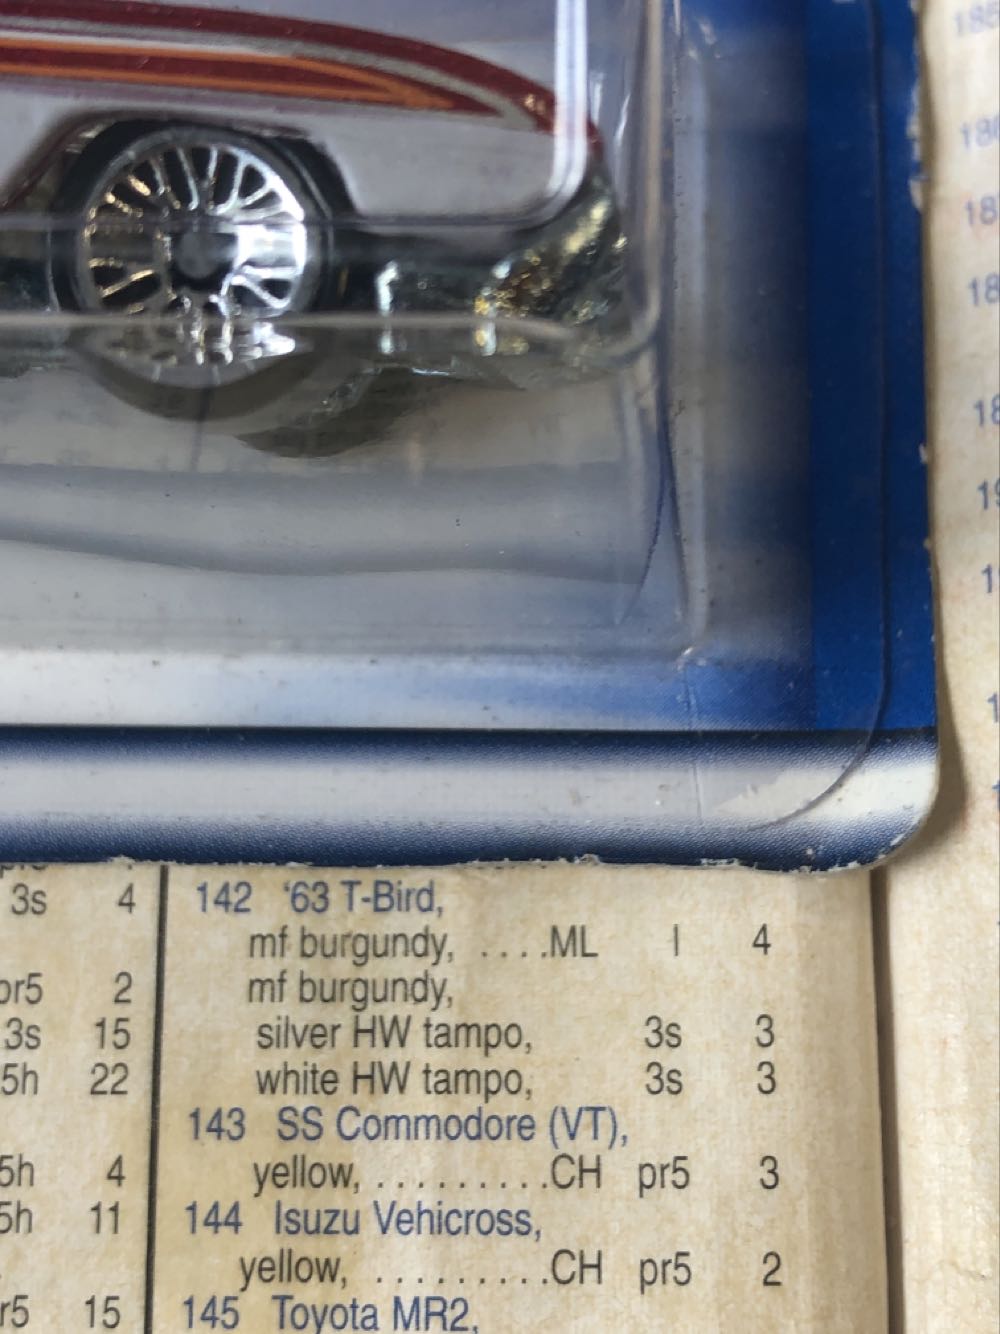 3s 4
2
3s 15
5h 22
5h 4
5h 11
r5 15
142 '63 T-Bird,
mf burgundy, ....ML I 4
mf burgundy,
silver HW tampo, 3s 3
white HW tampo, 3s 3
143 SS Commodore (VT),
yellow, .........CH pr5 3
144 Isuzu Vehicross,
yellow, .........CH pr5 2
145 Toyota MR2,